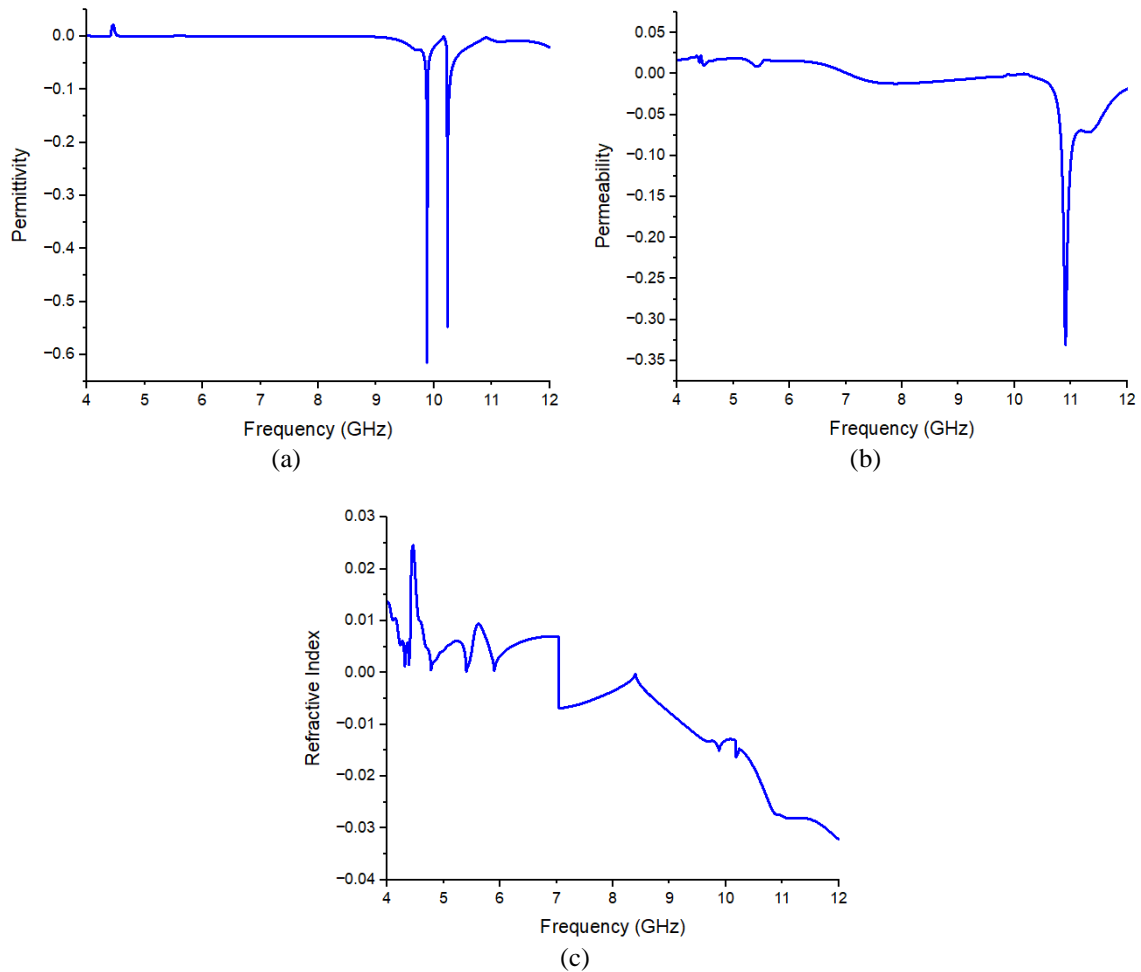 0.0
−0.1
−0.2
−0.3
−0.4
−0.5
−0.6
Permittivity
4 5 6 7 8 9 10 11 12
Frequency (GHz)
(a)
0.05
0.00
−0.05
−0.10
−0.15
−0.20
−0.25
−0.30
−0.35
Permeability
4 5 6 7 8 9 10 11 12
Frequency (GHz)
(b)
0.03
0.02
0.01
0.00
−0.01
−0.02
−0.03
−0.04
Refractive Index
4 5 6 7 8 9 10 11 12
Frequency (GHz)
(c)